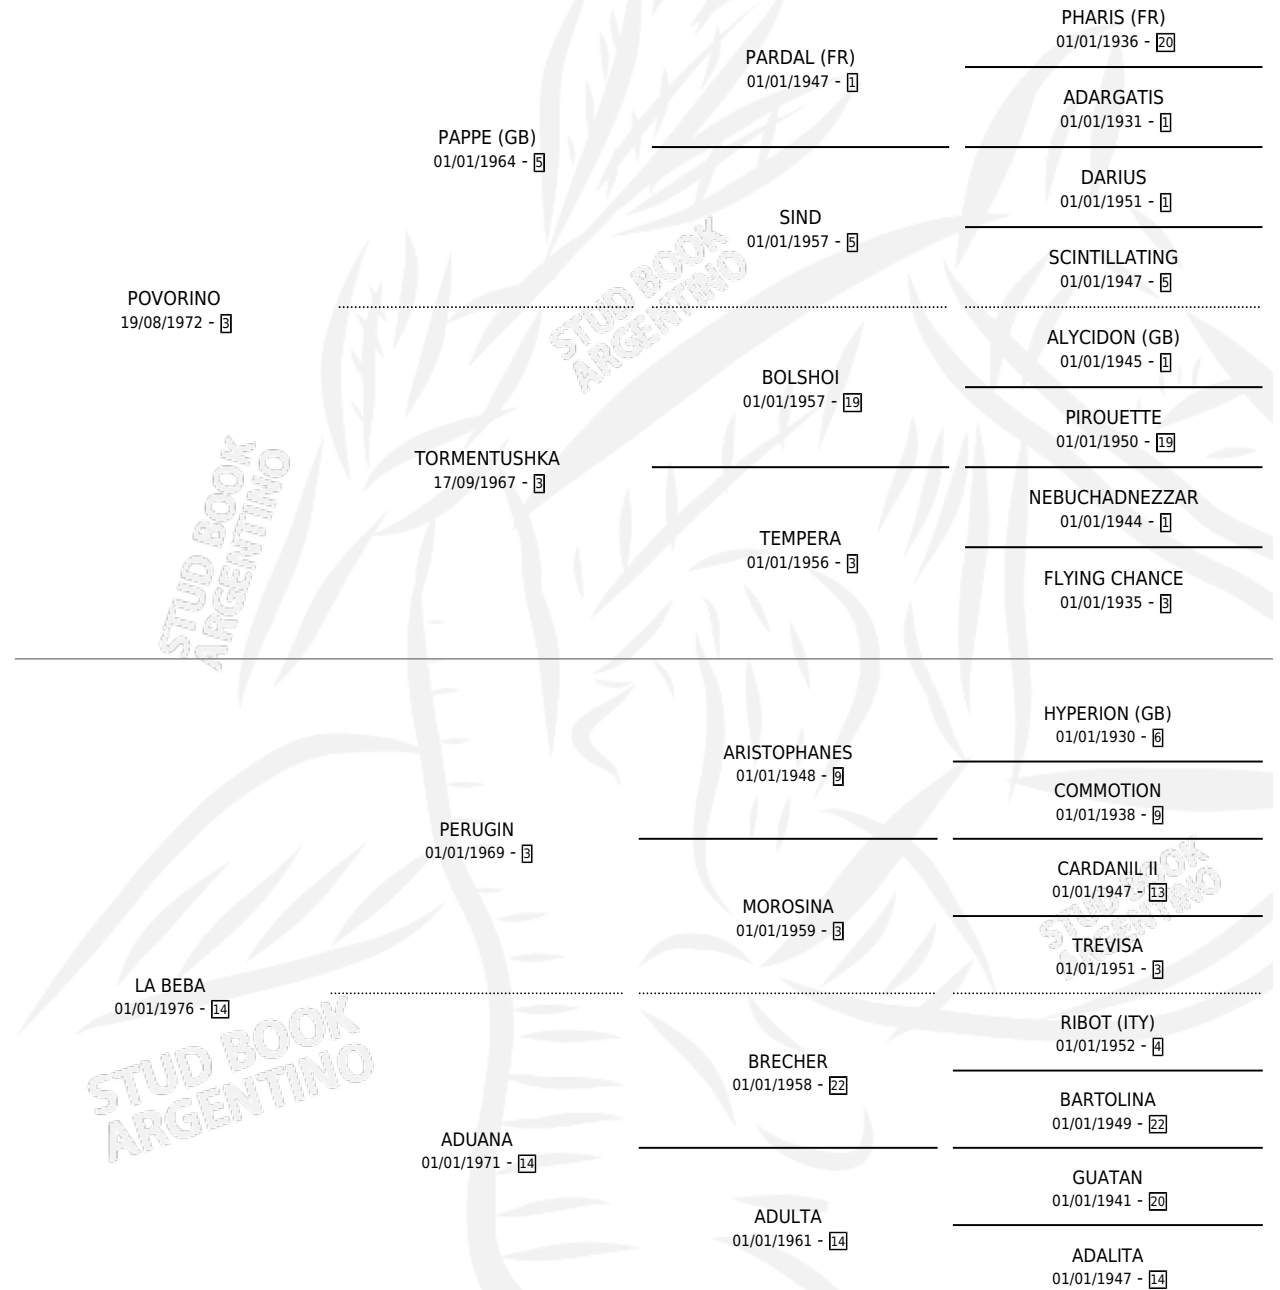 PHARIS (FR)
01/01/1936 - 20
PARDAL (FR)
01/01/1947 - 1
ADARGATIS
01/01/1931 - 1
PAPPE (GB)
01/01/1964 - 5
DARIUS
01/01/1951 - 1
SIND
01/01/1957 - 5
SCINTILLATING
01/01/1947 - 5
POVORINO
19/08/1972 - 3
ALYCIDON (GB)
01/01/1945 - 1
BOLSHOI
01/01/1957 - 19
PIROUETTE
01/01/1950 - 19
TORMENTUSHKA
17/09/1967 - 3
NEBUCHADNEZZAR
01/01/1944 - 1
TEMPERA
01/01/1956 - 3
FLYING CHANCE
01/01/1935 - 3
HYPERION (GB)
01/01/1930 - 6
ARISTOPHANES
01/01/1948 - 9
COMMOTION
01/01/1938 - 9
PERUGIN
01/01/1969 - 3
CARDANIL II
01/01/1947 - 13
MOROSINA
01/01/1959 - 3
TREVISA
01/01/1951 - 3
LA BEBA
01/01/1976 - 14
RIBOT (ITY)
01/01/1952 - 4
BRECHER
01/01/1958 - 22
BARTOLINA
01/01/1949 - 22
ADUANA
01/01/1971 - 14
GUATAN
01/01/1941 - 20
ADULTA
01/01/1961 - 14
ADALITA
01/01/1947 - 14
STUD BOOK
ARGENTINO
STUD BOOK
ARGENTINO
STUD BOOK
ARGENTINO
STUD BOOK
ARGENTINO